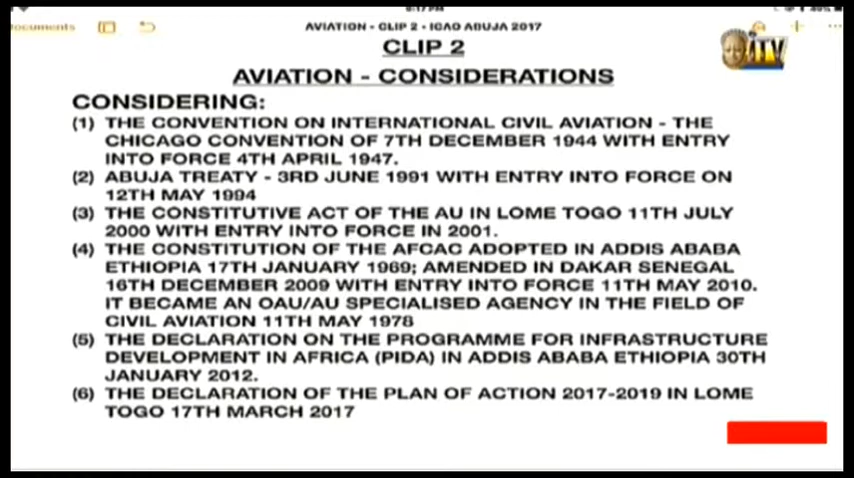 AVIATION - CLIP 2 - ICAO ABUJA 2017
CLIP 2
iTV
AVIATION - CONSIDERATIONS
CONSIDERING:
(1) THE CONVENTION ON INTERNATIONAL CIVIL AVIATION - THE
CHICAGO CONVENTION OF 7TH DECEMBER 1944 WITH ENTRY
INTO FORCE 4TH APRIL 1947.
(2) ABUJA TREATY - 3RD JUNE 1991 WITH ENTRY INTO FORCE ON
12TH MAY 1994
(3) THE CONSTITUTIVE ACT OF THE AU IN LOME TOGO 11TH JULY
2000 WITH ENTRY INTO FORCE IN 2001.
(4) THE CONSTITUTION OF THE AFCAC ADOPTED IN ADDIS ABABA
ETHIOPIA 17TH JANUARY 1969; AMENDED IN DAKAR SENEGAL
16TH DECEMBER 2009 WITH ENTRY INTO FORCE 11TH MAY 2010.
IT BECAME AN OAU/AU SPECIALISED AGENCY IN THE FIELD OF
CIVIL AVIATION 11TH MAY 1978
(5) THE DECLARATION ON THE PROGRAMME FOR INFRASTRUCTURE
DEVELOPMENT IN AFRICA (PIDA) IN ADDIS ABABA ETHIOPIA 30TH
JANUARY 2012.
(6) THE DECLARATION OF THE PLAN OF ACTION 2017-2019 IN LOME
TOGO 17TH MARCH 2017